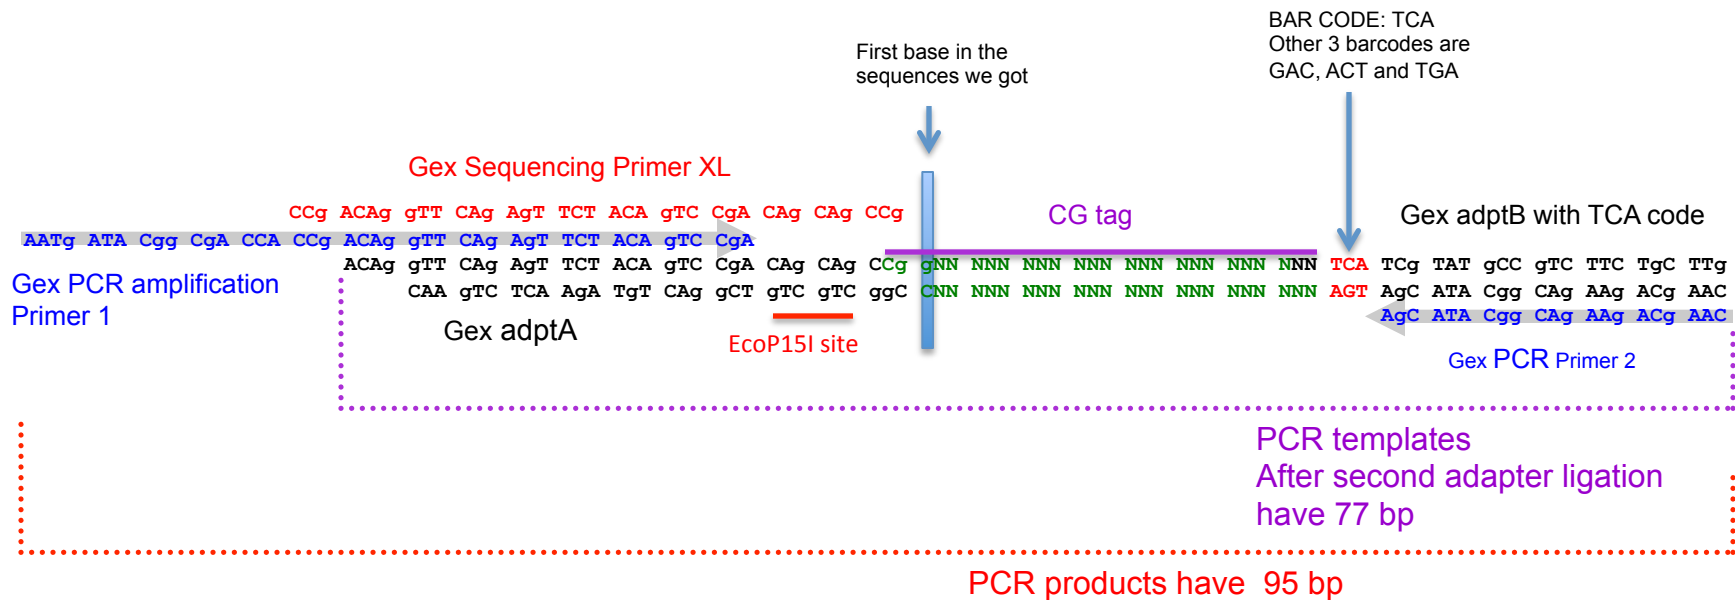 BAR CODE: TCA
Other 3 barcodes are
GAC, ACT and TGA
First base in the
sequences we got
Gex Sequencing Primer XL
CCg ACAg gTT CAg AgT TCT ACA gTC CgA CAg CAg CCg
CG tag
Gex adptB with TCA code
AATg ATA Cgg CgA CCA CCg ACAg gTT CAg AgT TCT ACA gTC CgA
ACAg gTT CAg AgT TCT ACA gTC CgA CAg CAg CCg gNN NNN NNN NNN NNN NNN NNN NNN NNN TCA TCg TAT gCC gTC TTC TgC TTg
CAA gTC TCA AgA TgT CAg gCT gTC gTC ggC CNN NNN NNN NNN NNN NNN NNN NNN NNN AGT AgC ATA Cgg CAg AAg ACg AAC
AgC ATA Cgg CAg AAg ACg AAC
Gex PCR amplification
Primer 1
Gex adptA
EcoP15I site
Gex PCR Primer 2
PCR templates
After second adapter ligation
have 77 bp
PCR products have 95 bp